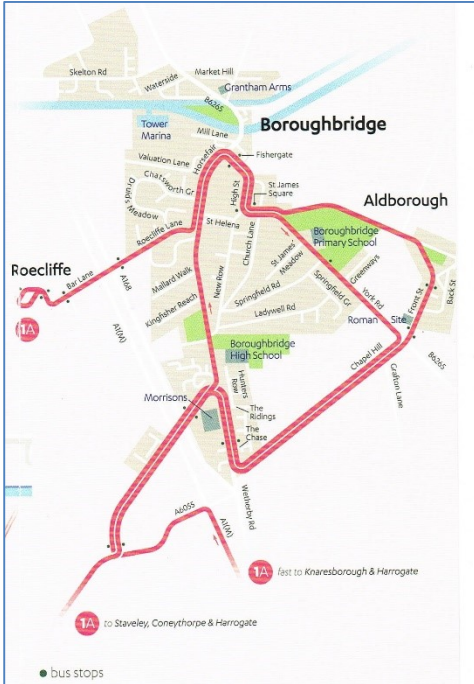 Skelton Rd
Waterside
Market Hill
Grantham Arms
B6265
Tower
Marina
Mill Lane
Boroughbridge
Valuation Lane
Horsefair
Fishergate
Chatsworth Gr
Druids
Meadow
High St
St. James
Square
Aldborough
Roecliffe Lane
St Helena
Church Lane
St. James
Meadow
Boroughbridge
Primary School
Greenways
Roecliffe
Bar Lane
A168
Mallard Walk
New Row
Springfield Rd
Springfield Gr
York Rd
Front St
Back St
Kingfisher Reach
Ladywell Rd
Roman Site
1A
A1(M)
Boroughbridge
High School
Chapel Hill
Grafton Lane
B6265
Hunters
Row
Morrisons
The
Ridings
The
Chase
Wetherby Rd
A6055
A1(M)
1A fast to Knaresborough & Harrogate
1A to Staveley, Coneythorpe & Harrogate
bus stops